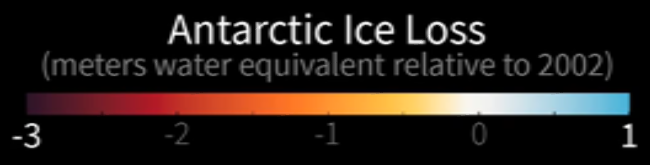 Antarctic Ice Loss
(meters water equivalent relative to 2002)
-3 -2 -1 0 1